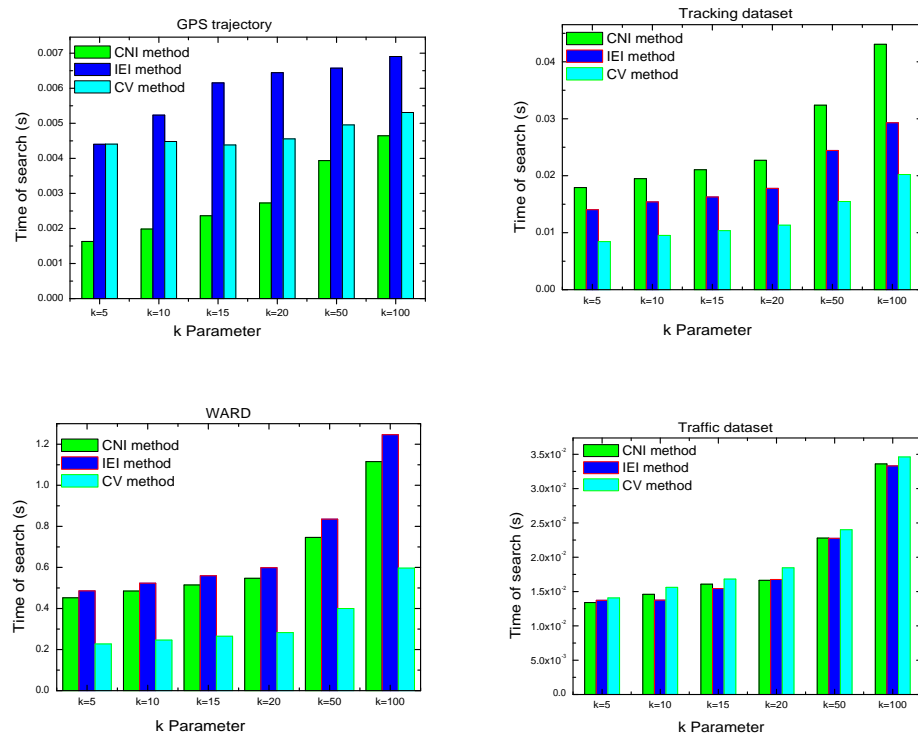 GPS trajectory
CNI method
IEI method
CV method
0.007
0.006
0.005
0.004
0.003
0.002
0.001
0.000
Time of search (s)
k=5 k=10 k=15 k=20 k=50 k=100
k Parameter
Tracking dataset
CNI method
IEI method
CV method
0.04
0.03
0.02
0.01
0.00
Time of search (s)
k=5 k=10 k=15 k=20 k=50 k=100
k Parameter
WARD
CNI method
IEI method
CV method
1.2
1.0
0.8
0.6
0.4
0.2
0.0
Time of search (s)
k=5 k=10 k=15 k=20 k=50 k=100
k Parameter
Traffic dataset
CNI method
IEI method
CV method
3.5x10⁻²
3.0x10⁻²
2.5x10⁻²
2.0x10⁻²
1.5x10⁻²
1.0x10⁻²
5.0x10⁻³
0.0
Time of search (s)
k=5 k=10 k=15 k=20 k=50 k=100
k Parameter